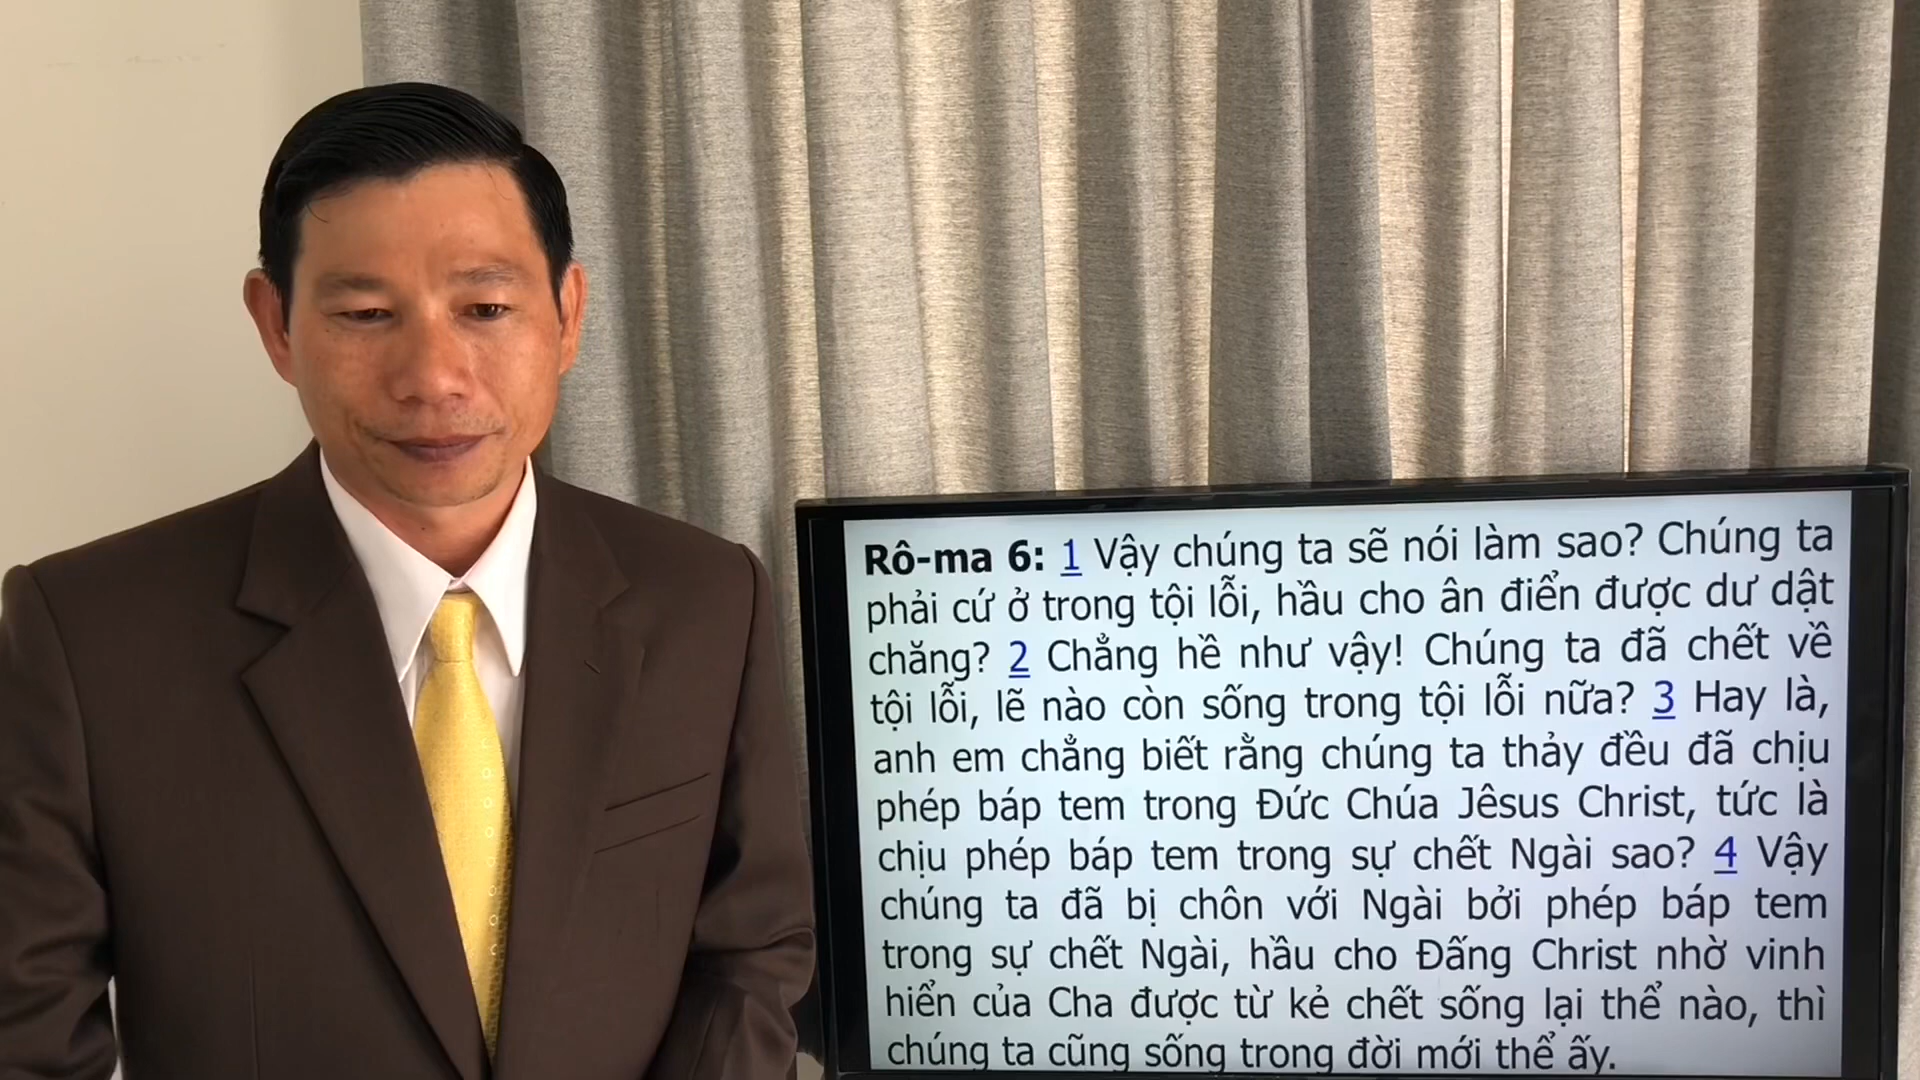 Rô-ma 6: 1 Vậy chúng ta sẽ nói làm sao? Chúng ta
phải cứ ở trong tội lỗi, hầu cho ân điển được dư dật
chăng? 2 Chẳng hề như vậy! Chúng ta đã chết về
tội lỗi, lẽ nào còn sống trong tội lỗi nữa? 3 Hay là,
anh em chẳng biết rằng chúng ta thảy đều đã chịu
phép báp tem trong Đức Chúa Jêsus Christ, tức là
chịu phép báp tem trong sự chết Ngài sao? 4 Vậy
chúng ta đã bị chôn với Ngài bởi phép báp tem
trong sự chết Ngài, hầu cho Đấng Christ nhờ vinh
hiển của Cha được từ kẻ chết sống lại thể nào, thì
chúng ta cũng sống trong đời mới thể ấy.